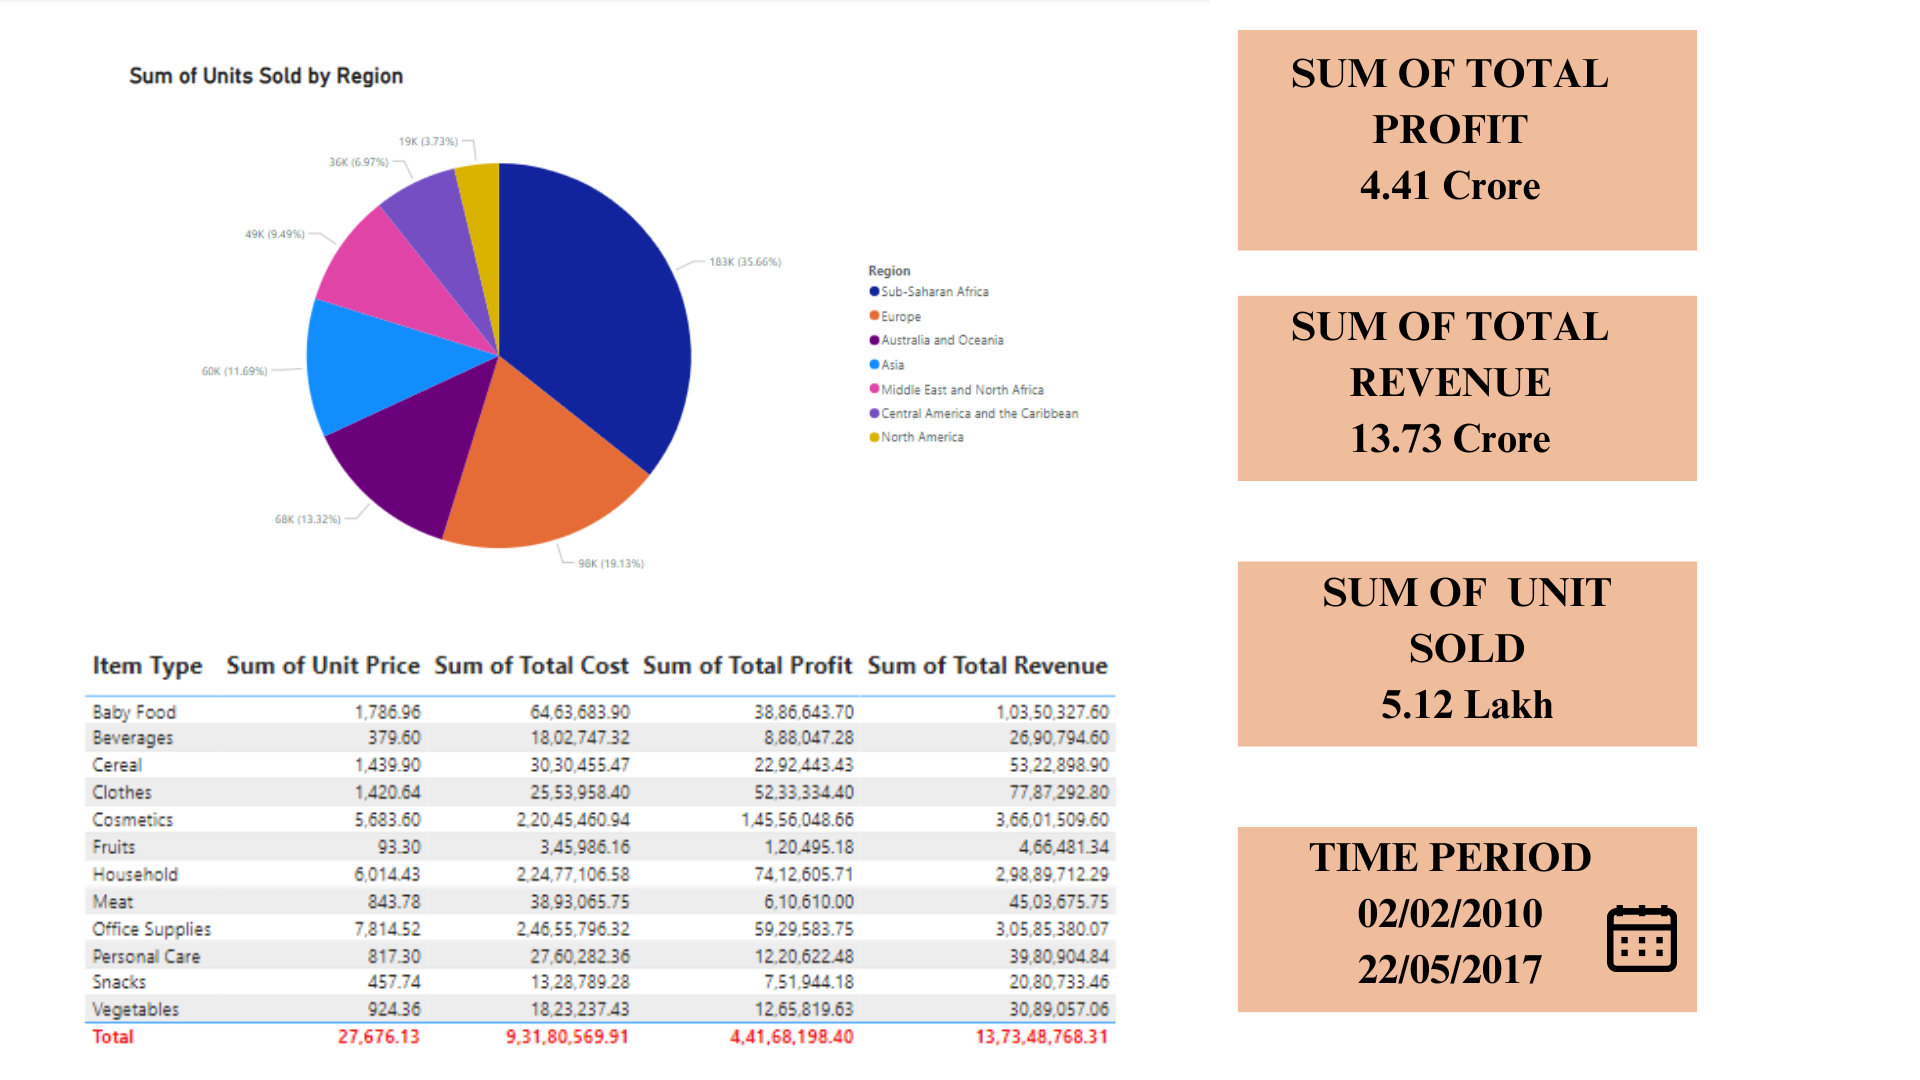 Sum of Units Sold by Region
19K (3.73%)
36K (6.97%)
49K (9.49%)
183K (35.66%)
60K (11.69%)
68K (13.32%)
98K (19.13%)
Region
Sub-Saharan Africa
Europe
Australia and Oceania
Asia
Middle East and North Africa
Central America and the Caribbean
North America
SUM OF TOTAL
PROFIT
4.41 Crore
SUM OF TOTAL
REVENUE
13.73 Crore
SUM OF UNIT
SOLD
5.12 Lakh
TIME PERIOD
02/02/2010
22/05/2017
Item Type Sum of Unit Price Sum of Total Cost Sum of Total Profit Sum of Total Revenue
Baby Food 1,786.96 64,63,683.90 38,86,643.70 1,03,50,327.60
Beverages 379.60 18,02,747.32 8,88,047.28 26,90,794.60
Cereal 1,439.90 30,30,455.47 22,92,443.43 53,22,898.90
Clothes 1,420.64 25,53,958.40 52,33,334.40 77,87,292.80
Cosmetics 5,683.60 2,20,45,460.94 1,45,56,048.66 3,66,01,509.60
Fruits 93.30 3,45,986.16 1,20,495.18 4,66,481.34
Household 6,014.43 2,24,77,106.58 74,12,605.71 2,98,89,712.29
Meat 843.78 38,93,065.75 6,10,610.00 45,03,675.75
Office Supplies 7,814.52 2,46,55,796.32 59,29,583.75 3,05,85,380.07
Personal Care 817.30 27,60,282.36 12,20,622.48 39,80,904.84
Snacks 457.74 13,28,789.28 7,51,944.18 20,80,733.46
Vegetables 924.36 18,23,237.43 12,65,819.63 30,89,057.06
Total 27,676.13 9,31,80,569.91 4,41,68,198.40 13,73,48,768.31